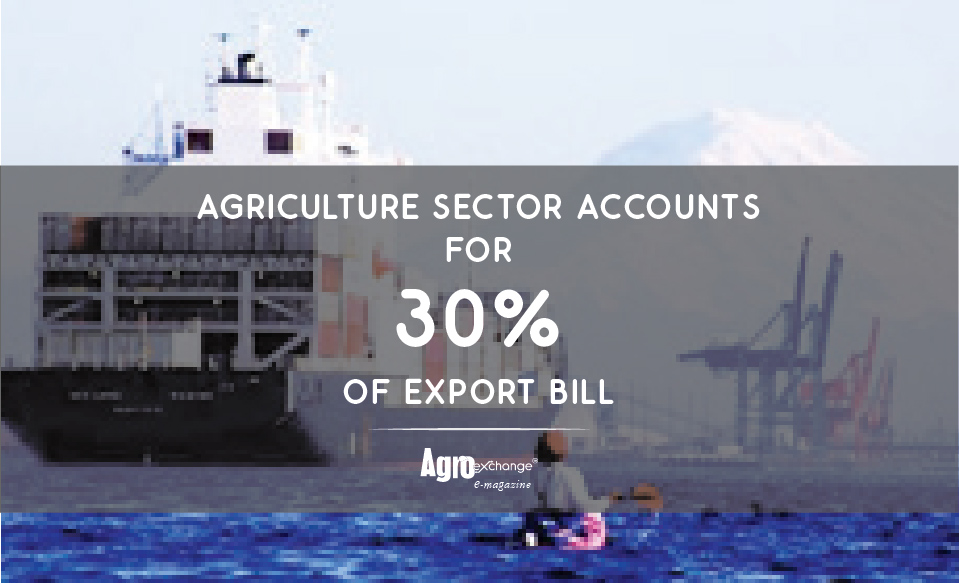 AGRICULTURE SECTOR ACCOUNTS
FOR
30%
OF EXPORT BILL
Agro exchange®
e-magazine